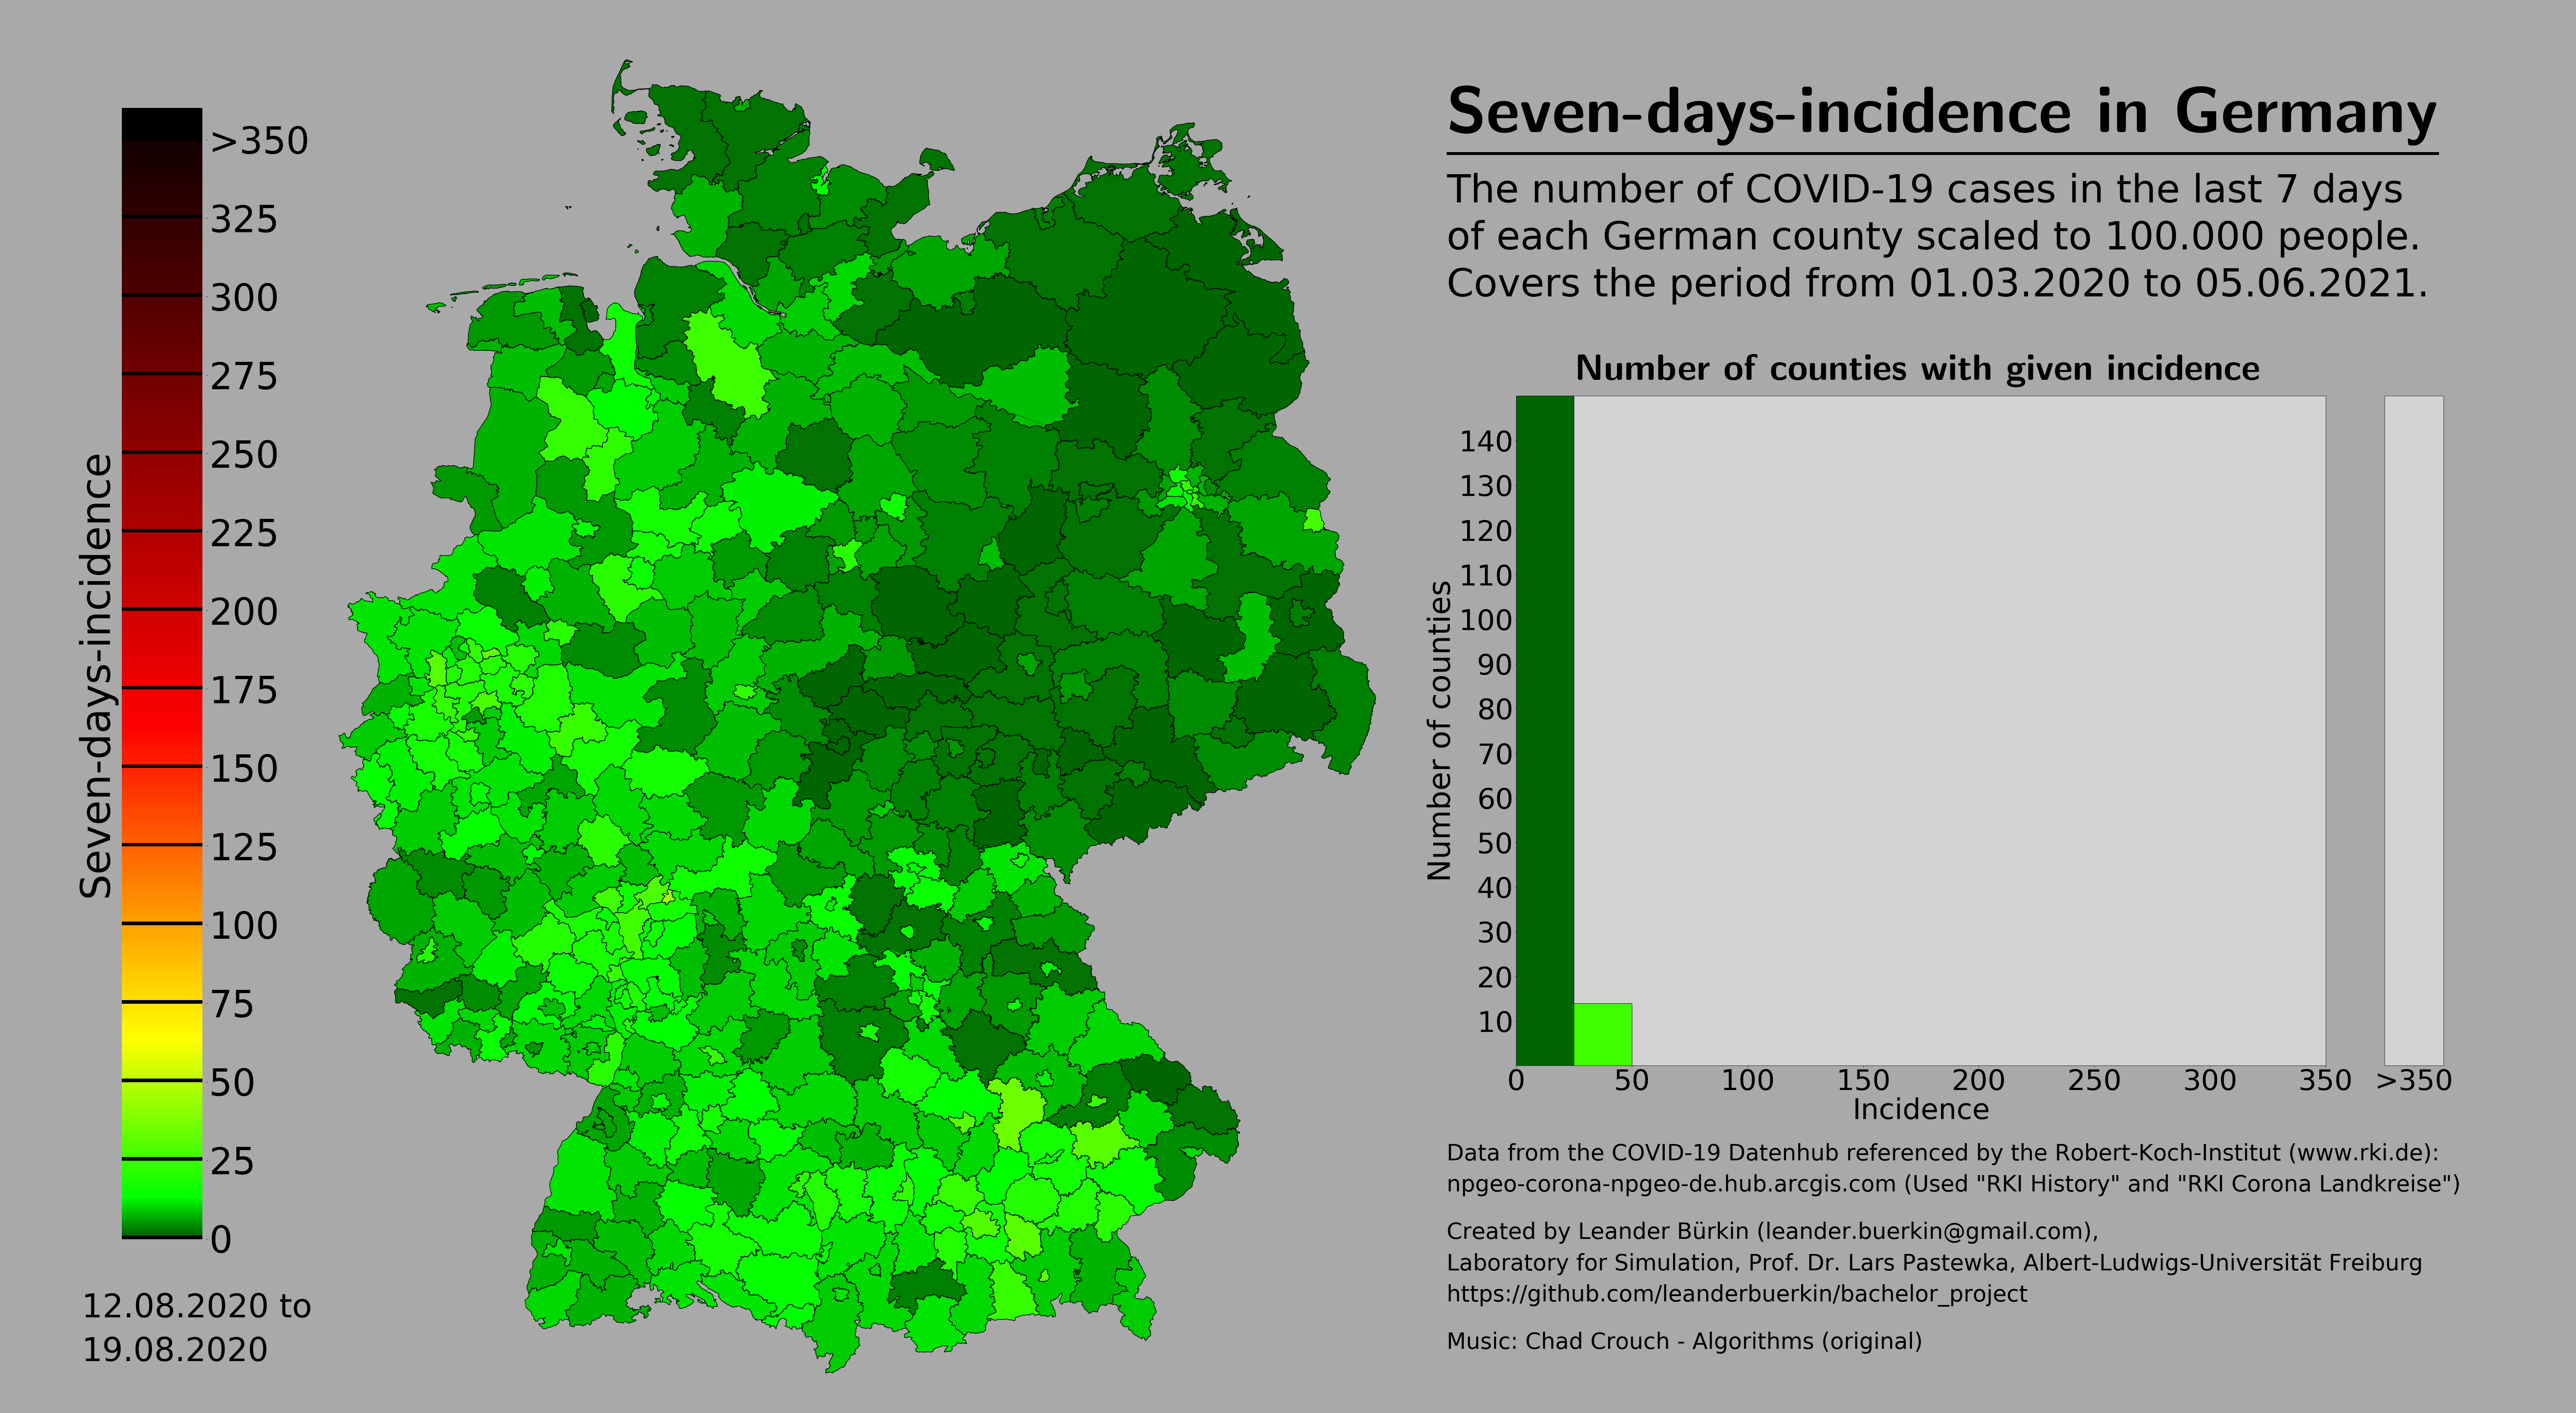 Seven-days-incidence in Germany
The number of COVID-19 cases in the last 7 days
of each German county scaled to 100.000 people.
Covers the period from 01.03.2020 to 05.06.2021.
Seven-days-incidence
>350
325
300
275
250
225
200
175
150
125
100
75
50
25
0
12.08.2020 to
19.08.2020
Number of counties with given incidence
Number of counties
140
130
120
110
100
90
80
70
60
50
40
30
20
10
0 50 100 150 200 250 300 350 >350
Incidence
Data from the COVID-19 Datenhub referenced by the Robert-Koch-Institut (www.rki.de):
npgeo-corona-npgeo-de.hub.arcgis.com (Used "RKI History" and "RKI Corona Landkreise")
Created by Leander Bürkin (leander.buerkin@gmail.com),
Laboratory for Simulation, Prof. Dr. Lars Pastewka, Albert-Ludwigs-Universität Freiburg
https://github.com/leanderbuerkin/bachelor_project
Music: Chad Crouch - Algorithms (original)